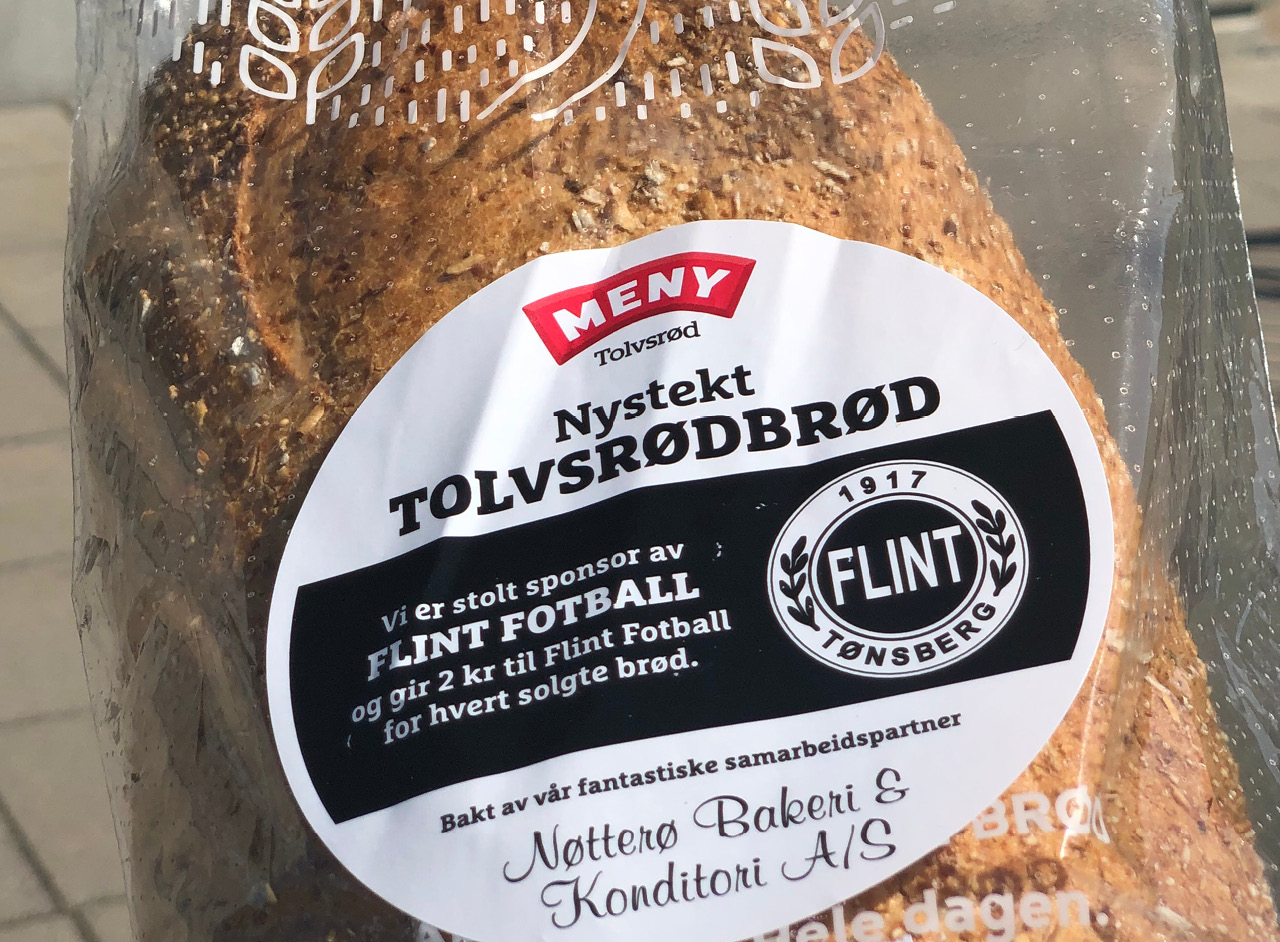 MENY
Tolvsrød
Nystekt
TOLVSRØDBRØD
Vi er stolt sponsor av
FLINT FOTBALL
og gir 2 kr til Flint Fotball
for hvert solgte brød.
1917
FLINT
TØNSBERG
Bakt av vår fantastiske samarbeidspartner
Nøtterø Bakeri &
Konditori A/S
BRØD
Hele dagen.